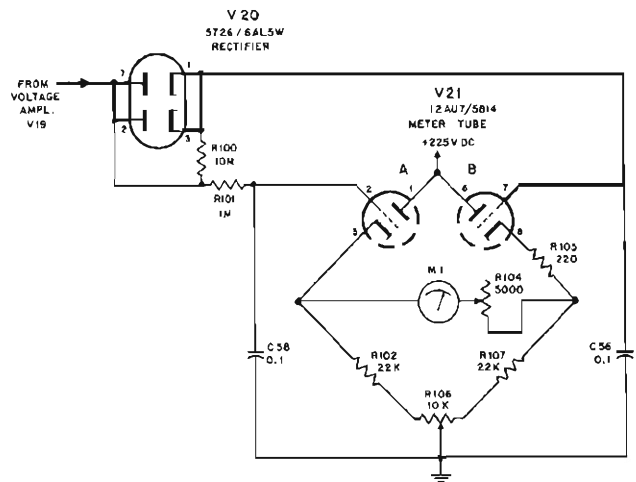 V 20
5726/6AL5W
RECTIFIER
FROM
VOLTAGE
AMPL.
V19
7
1
2
3
V21
12AU7/5814
METER TUBE
+225V DC
R100
10M
R101
1M
A
B
2
1
6
7
3
8
R105
220
M1
R104
5000
C58
0.1
R102
22K
R107
22K
C56
0.1
R106
10K